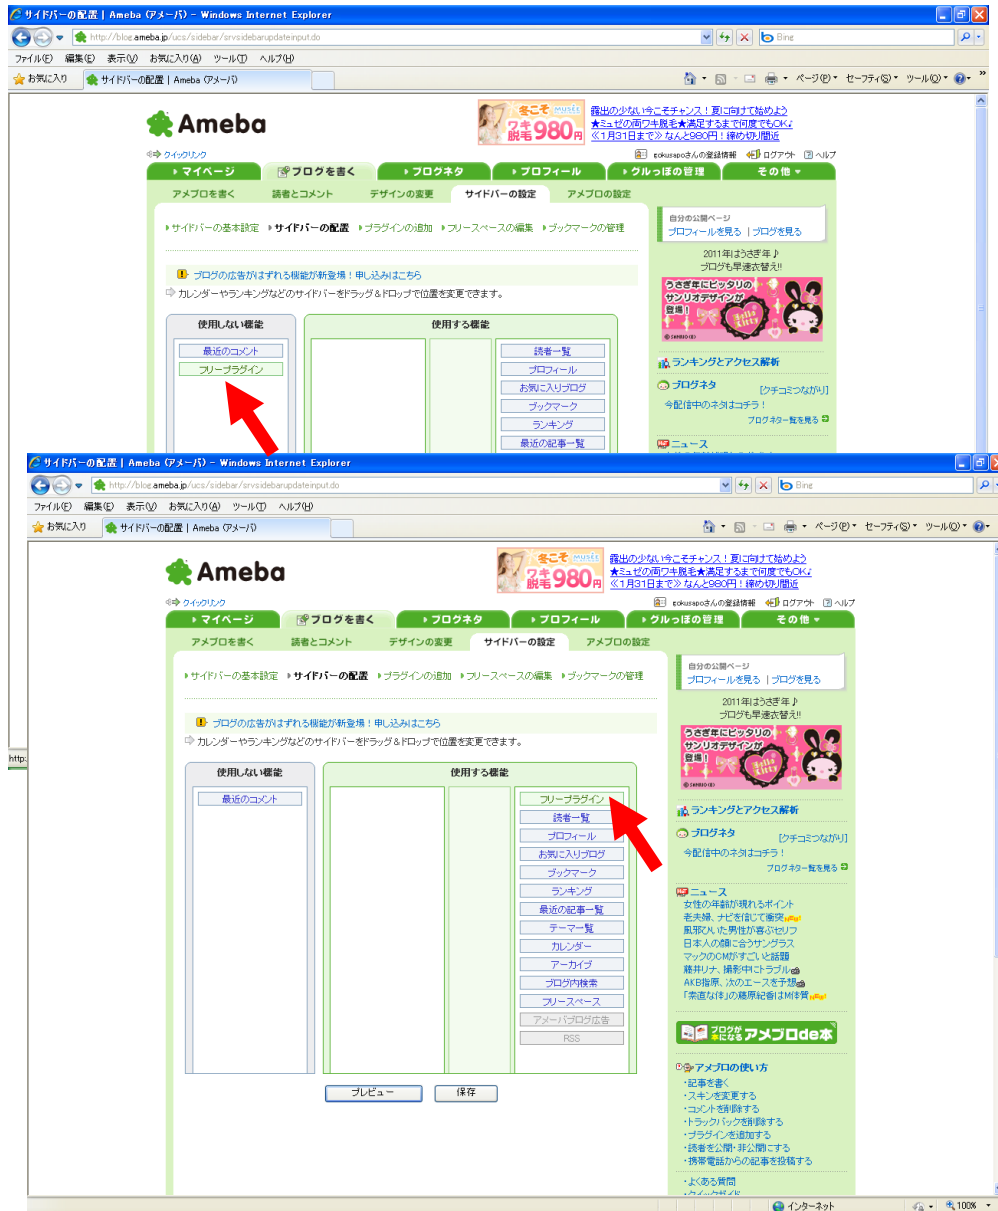 サイドバーの配置 | Ameba (アメーバ) - Windows Internet Explorer
http://blog.ameba.jp/ucs/sidebar/srvsidebarupdateinput.do
Bing
ファイル(F) 編集(E) 表示(V) お気に入り(A) ツール(T) ヘルプ(H)
お気に入り サイドバーの配置 | Ameba (アメーバ)
ページ(P) セーフティ(S) ツール(O)
Ameba
冬こそ MUSEE
ワキ脱毛 980円
露出の少ない今こそチャンス！夏に向けて始めよう
★ミュゼの両ワキ脱毛★満足するまで何度でもOK♪
≪1月31日まで≫なんと980円！締め切り間近
クイックリンク
gokusapoさんの登録情報 ログアウト ヘルプ
マイページ ブログを書く ブログネタ プロフィール グルっぽの管理 その他
アメブロを書く 読者とコメント デザインの変更 サイドバーの設定 アメブロの設定
サイドバーの基本設定 サイドバーの配置 プラグインの追加 フリースペースの編集 ブックマークの管理
自分の公開ページ
プロフィールを見る | ブログを見る
2011年はうさぎ年♪
ブログも早速衣替え!!
ブログの広告がはずれる機能が新登場！申し込みはこちら
カレンダーやランキングなどのサイドバーをドラッグ＆ドロップで位置を変更できます。
うさぎ年にピッタリの
サンリオデザインが
登場！
Hello Kitty
使用しない機能 使用する機能
最近のコメント
フリープラグイン
読者一覧
プロフィール
お気に入りブログ
ブックマーク
ランキング
最近の記事一覧
ランキングとアクセス解析
ブログネタ [クチコミつながり]
今配信中のネタはコチラ！
ブログネタ一覧を見る
ニュース
http:
サイドバーの配置 | Ameba (アメーバ) - Windows Internet Explorer
http://blog.ameba.jp/ucs/sidebar/srvsidebarupdateinput.do
Bing
ファイル(F) 編集(E) 表示(V) お気に入り(A) ツール(T) ヘルプ(H)
お気に入り サイドバーの配置 | Ameba (アメーバ)
ページ(P) セーフティ(S) ツール(O)
Ameba
冬こそ MUSEE
ワキ脱毛 980円
露出の少ない今こそチャンス！夏に向けて始めよう
★ミュゼの両ワキ脱毛★満足するまで何度でもOK♪
≪1月31日まで≫なんと980円！締め切り間近
クイックリンク
gokusapoさんの登録情報 ログアウト ヘルプ
マイページ ブログを書く ブログネタ プロフィール グルっぽの管理 その他
アメブロを書く 読者とコメント デザインの変更 サイドバーの設定 アメブロの設定
サイドバーの基本設定 サイドバーの配置 プラグインの追加 フリースペースの編集 ブックマークの管理
自分の公開ページ
プロフィールを見る | ブログを見る
2011年はうさぎ年♪
ブログも早速衣替え!!
ブログの広告がはずれる機能が新登場！申し込みはこちら
カレンダーやランキングなどのサイドバーをドラッグ＆ドロップで位置を変更できます。
うさぎ年にピッタリの
サンリオデザインが
登場！
Hello Kitty
使用しない機能 使用する機能
最近のコメント
フリープラグイン
読者一覧
プロフィール
お気に入りブログ
ブックマーク
ランキング
最近の記事一覧
テーマ一覧
カレンダー
アーカイブ
ブログ内検索
フリースペース
アメーバブログ広告
RSS
プレビュー 保存
ランキングとアクセス解析
ブログネタ [クチコミつながり]
今配信中のネタはコチラ！
ブログネタ一覧を見る
ニュース
女性の年齢が現れるポイント
老夫婦、ナビを信じて衝突
風邪ひいた男性が喜ぶセリフ
日本人の顔に合うサングラス
マックのCMがすごいと話題
藤井リナ、撮影中にトラブル
AKB指原、次のエースを予想
「素直な体」の藤原紀香はM体質
ブログが本になる アメブロde本
アメブロの使い方
・記事を書く
・スキンを変更する
・コメントを削除する
・トラックバックを削除する
・プラグインを追加する
・読者を公開・非公開にする
・携帯電話からの記事を投稿する
・よくある質問
・クイックガイド
インターネット 100%